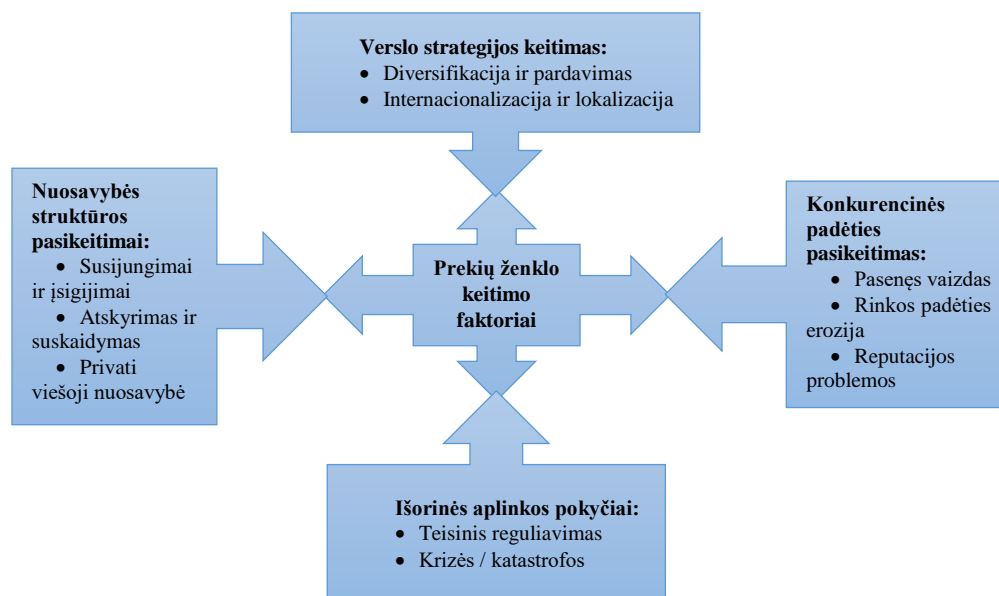 Verslo strategijos keitimas:
• Diversifikacija ir pardavimas
• Internacionalizacija ir lokalizacija
Nuosavybės
struktūros
pasikeitimai:
• Susijungimai
ir įsigijimai
• Atskyrimas ir
suskaidymas
• Privati
viešoji nuosavybė
Prekių ženklo
keitimo
faktoriai
Konkurencinės
padėties
pasikeitimas:
• Pasenęs vaizdas
• Rinkos padėties
erozija
• Reputacijos
problemos
Išorinės aplinkos pokyčiai:
• Teisinis reguliavimas
• Krizės / katastrofos